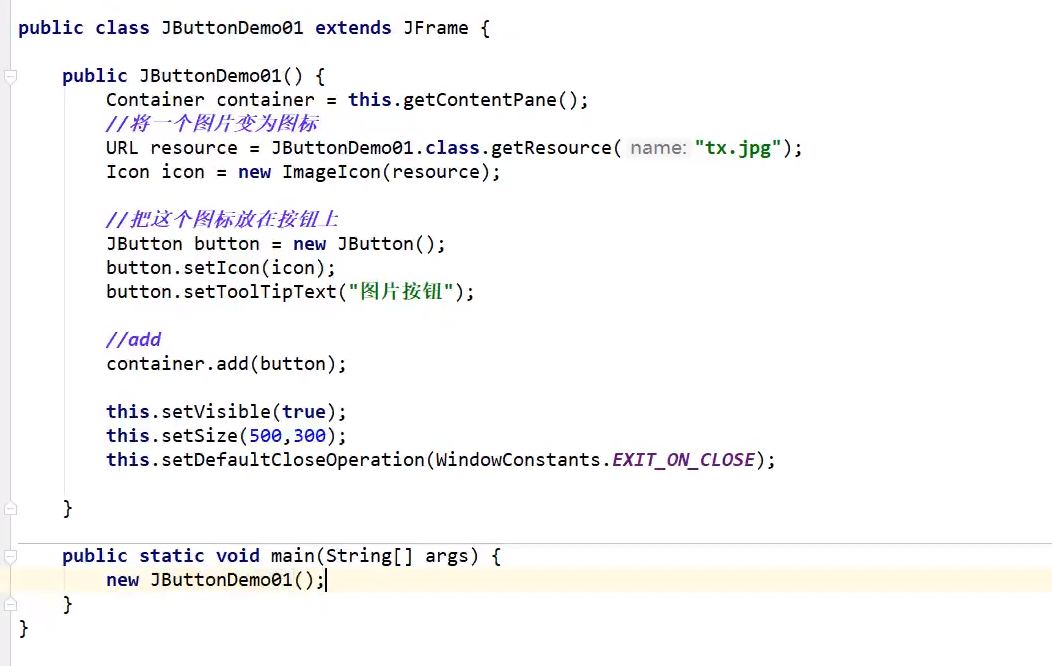 public class JButtonDemo01 extends JFrame {
public JButtonDemo01() {
Container container = this.getContentPane();
//将一个图片变为图标
URL resource = JButtonDemo01.class.getResource( name: "tx.jpg");
Icon icon = new ImageIcon(resource);
//把这个图标放在按钮上
JButton button = new JButton();
button.setIcon(icon);
button.setToolTipText("图片按钮");
//add
container.add(button);
this.setVisible(true);
this.setSize(500,300);
this.setDefaultCloseOperation(WindowConstants.EXIT_ON_CLOSE);
}
public static void main(String[] args) {
new JButtonDemo01();
}
}